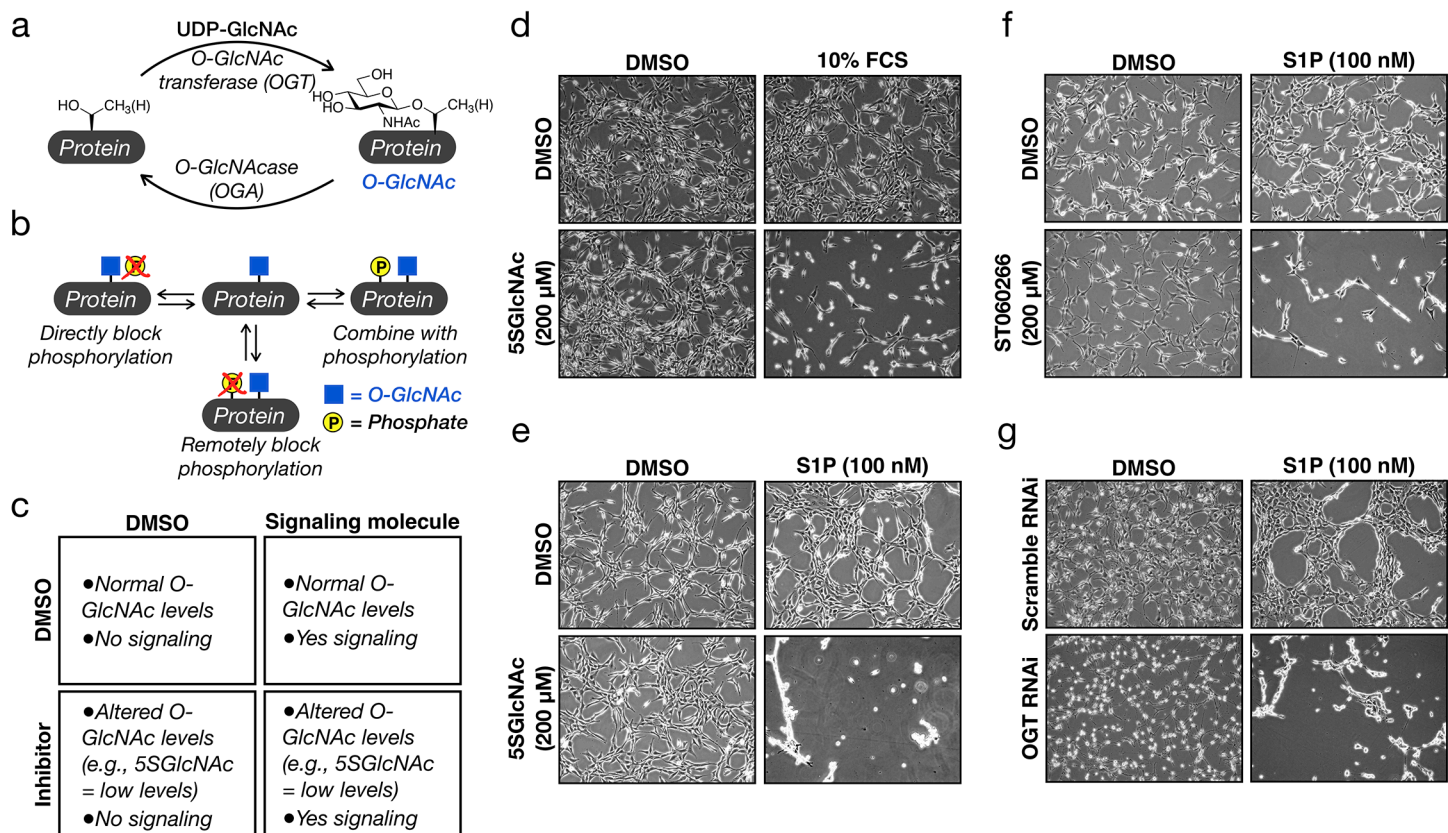 a
UDP-GlcNAc
O-GlcNAc
transferase (OGT)
HO
CH3(H)
Protein
OH
HO
HO
O
O
O
NHAc
CH3(H)
Protein
O-GlcNAc
O-GlcNAcase
(OGA)
b
P
Protein
Directly block
phosphorylation
Protein
P
Protein
Combine with
phosphorylation
P
Protein
Remotely block
phosphorylation
= O-GlcNAc
P = Phosphate
c
DMSO
Signaling molecule
DMSO
●Normal O-
GlcNAc levels
●No signaling
●Normal O-
GlcNAc levels
●Yes signaling
Inhibitor
●Altered O-
GlcNAc levels
(e.g., 5SGlcNAc
= low levels)
●No signaling
●Altered O-
GlcNAc levels
(e.g., 5SGlcNAc
= low levels)
●Yes signaling
d
DMSO
10% FCS
DMSO
5SGlcNAc
(200 µM)
e
DMSO
S1P (100 nM)
DMSO
5SGlcNAc
(200 µM)
f
DMSO
S1P (100 nM)
DMSO
ST060266
(200 µM)
g
DMSO
S1P (100 nM)
Scramble RNAi
OGT RNAi